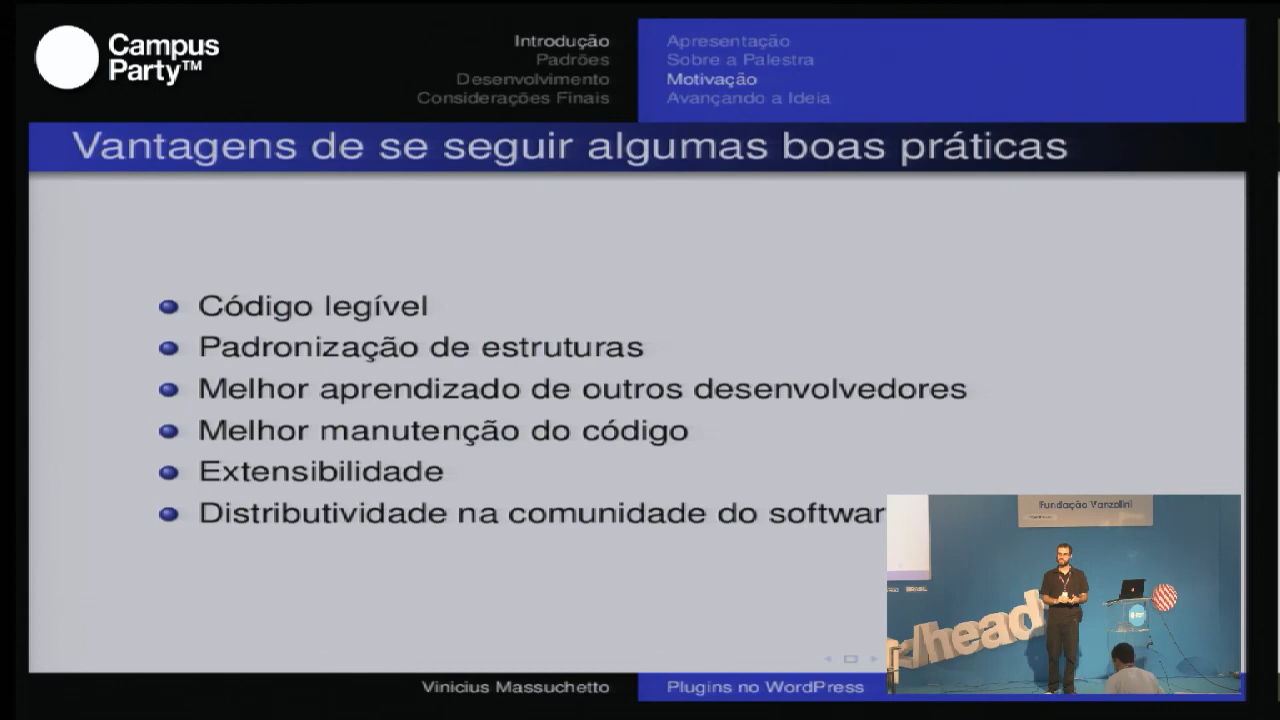 Campus
Party™
Introdução
Padrões
Desenvolvimento
Considerações Finais
Apresentação
Sobre a Palestra
Motivação
Avançando a Ideia
Vantagens de se seguir algumas boas práticas
Código legível
Padronização de estruturas
Melhor aprendizado de outros desenvolvedores
Melhor manutenção do código
Extensibilidade
Distributividade na comunidade do softwar
Fundação Vanzolini
/head
BRASIL
Vinicius Massuchetto
Plugins no WordPress